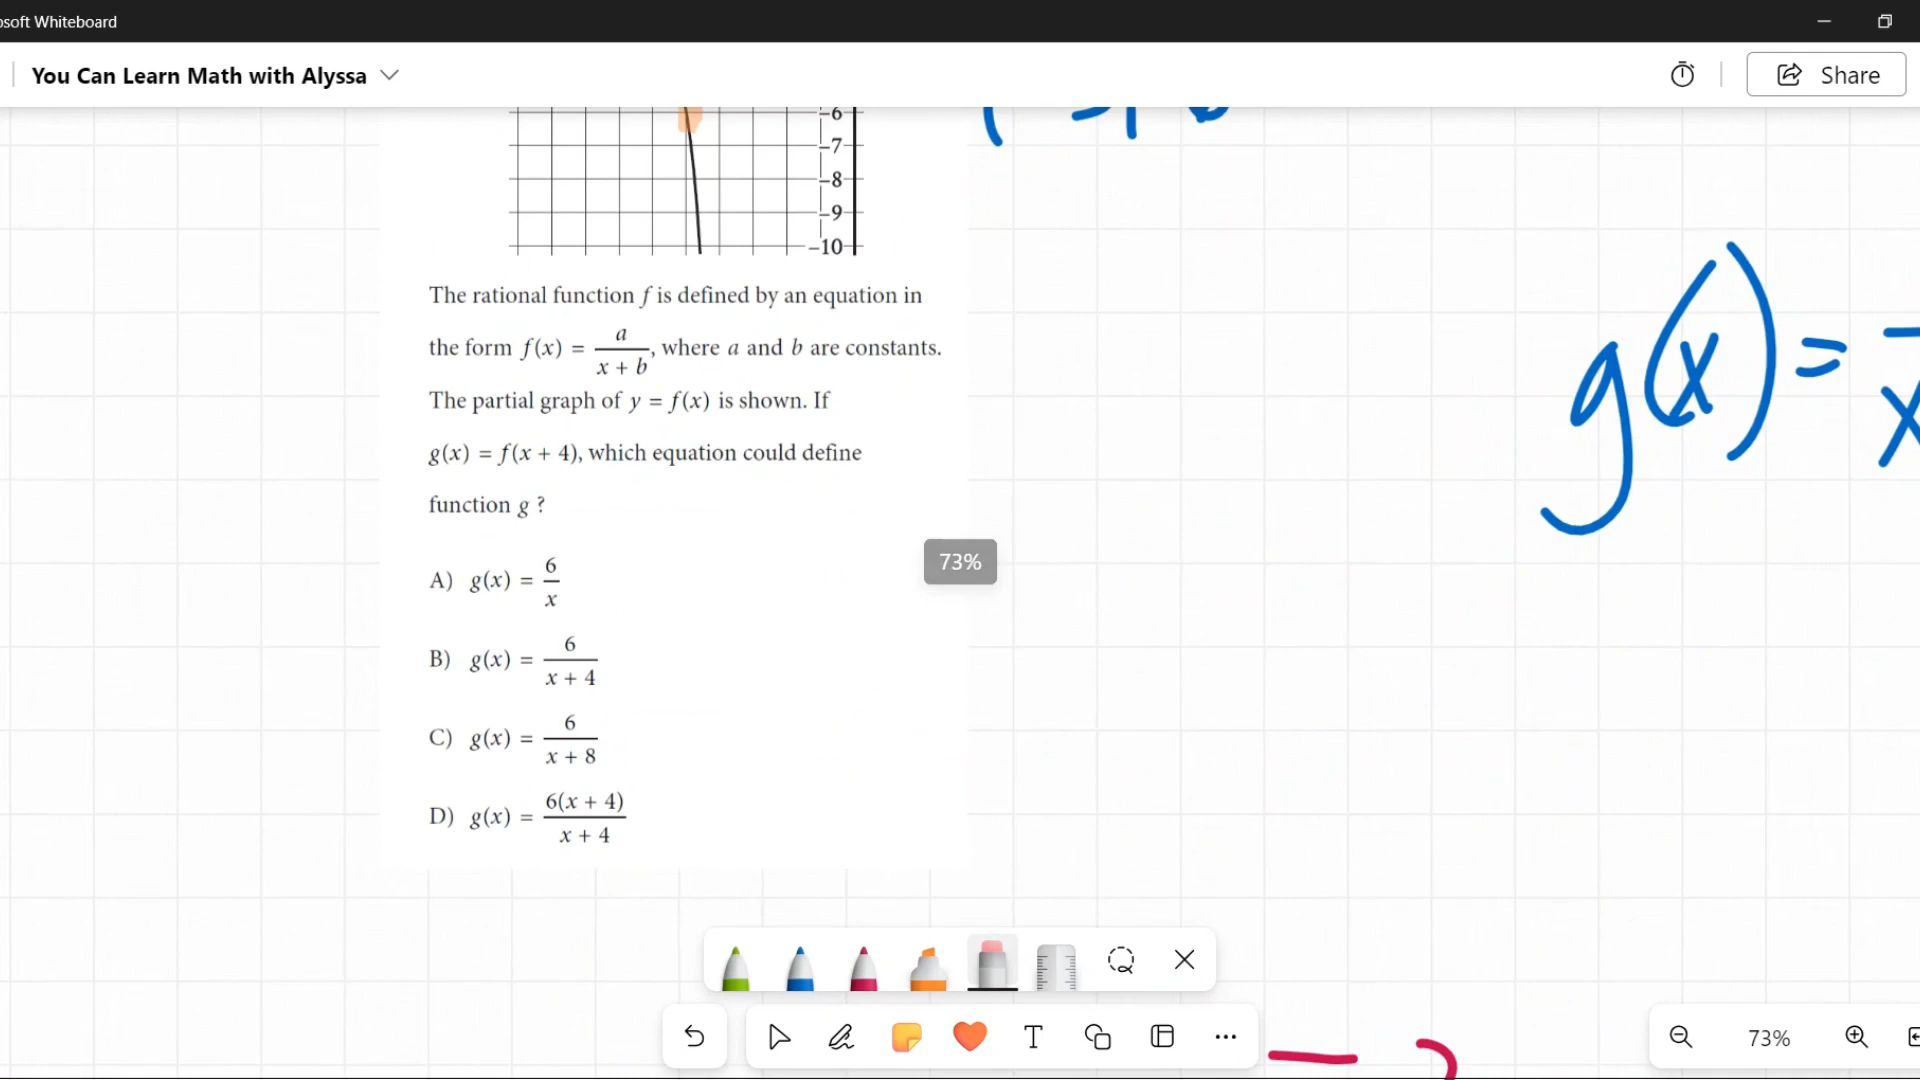 osoft Whiteboard
You Can Learn Math with Alyssa
Share
-6
-7
-8
-9
-10
The rational function f is defined by an equation in
the form f(x) = a/(x + b), where a and b are constants.
The partial graph of y = f(x) is shown. If
g(x) = f(x + 4), which equation could define
function g ?
A) g(x) = 6/x
B) g(x) = 6/(x + 4)
C) g(x) = 6/(x + 8)
D) g(x) = 6(x + 4)/(x + 4)
g(x) =
x
73%
T
73%